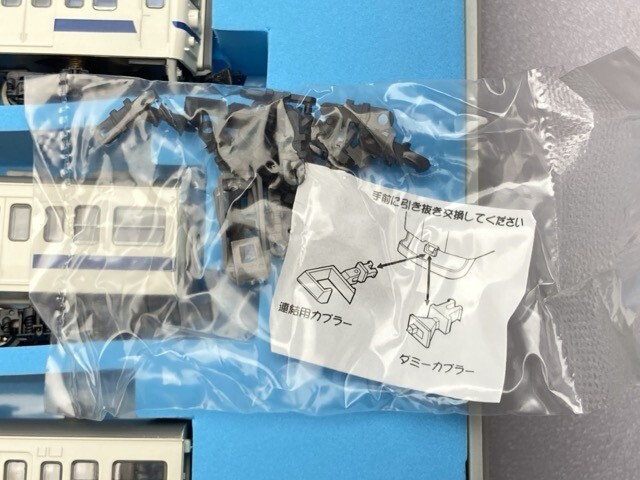 手前に引き抜き交換してください
連結用カプラー
ダミーカプラー